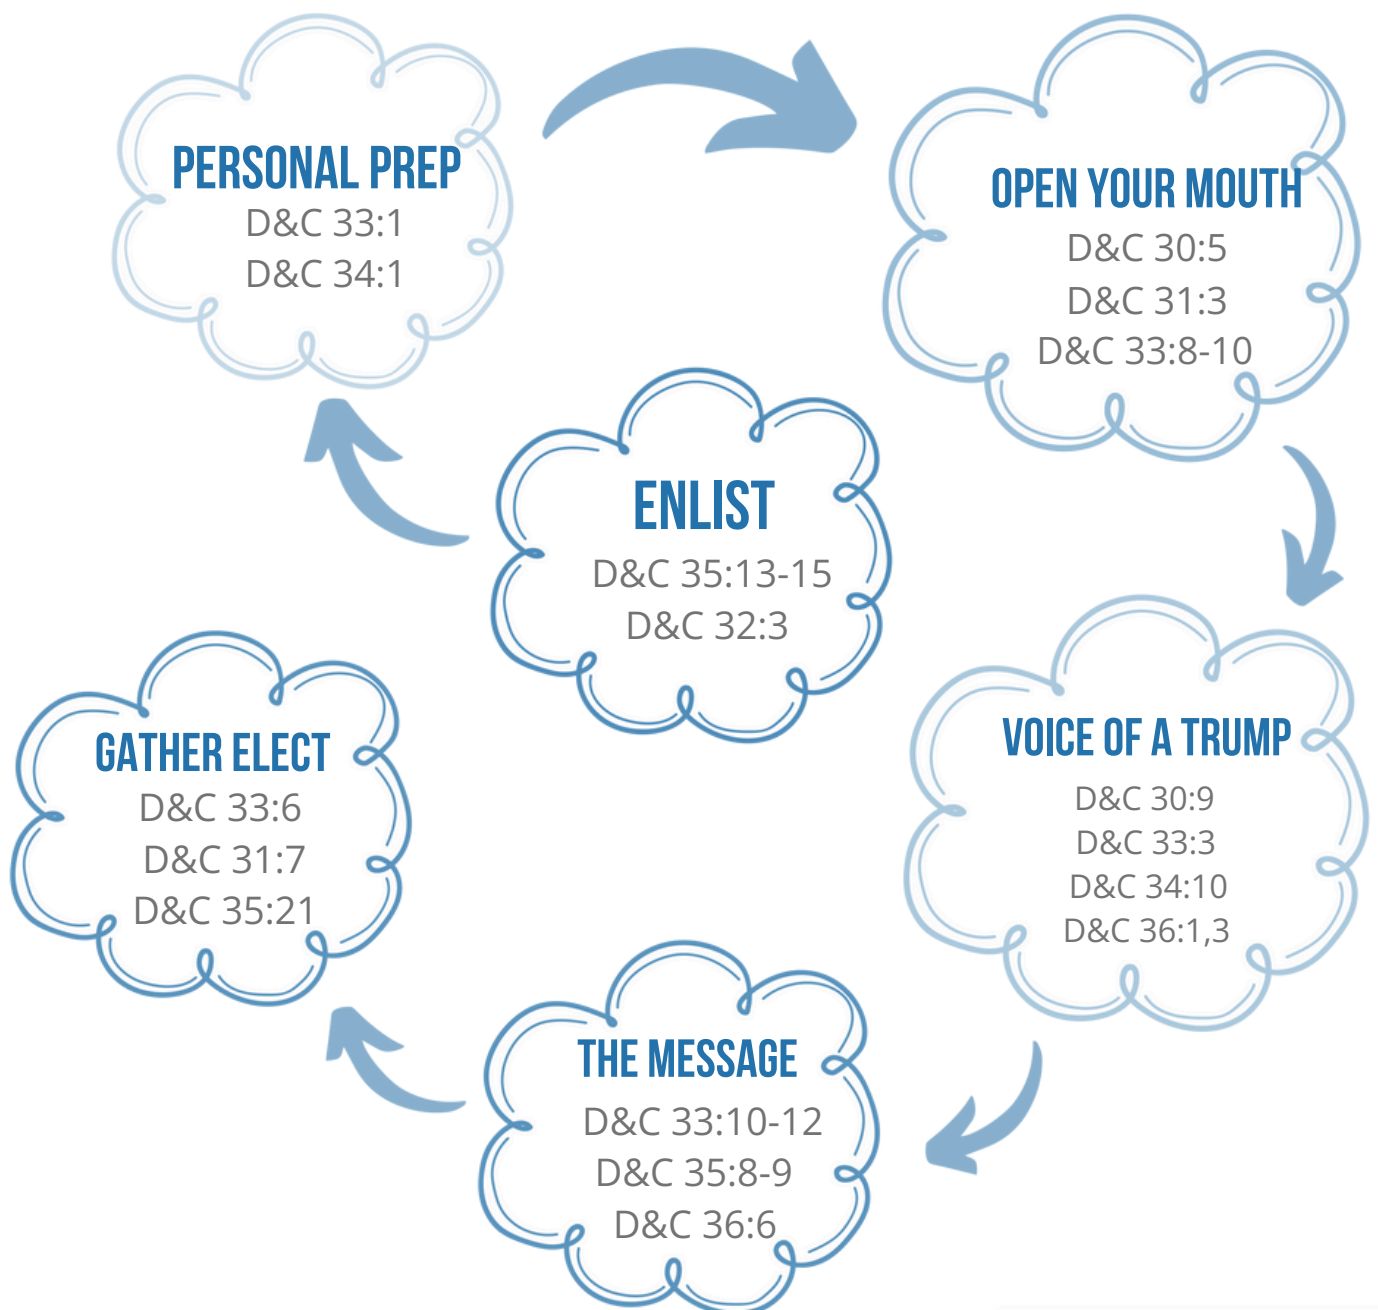 PERSONAL PREP
D&C 33:1
D&C 34:1
OPEN YOUR MOUTH
D&C 30:5
D&C 31:3
D&C 33:8-10
ENLIST
D&C 35:13-15
D&C 32:3
GATHER ELECT
D&C 33:6
D&C 31:7
D&C 35:21
VOICE OF A TRUMP
D&C 30:9
D&C 33:3
D&C 34:10
D&C 36:1,3
THE MESSAGE
D&C 33:10-12
D&C 35:8-9
D&C 36:6